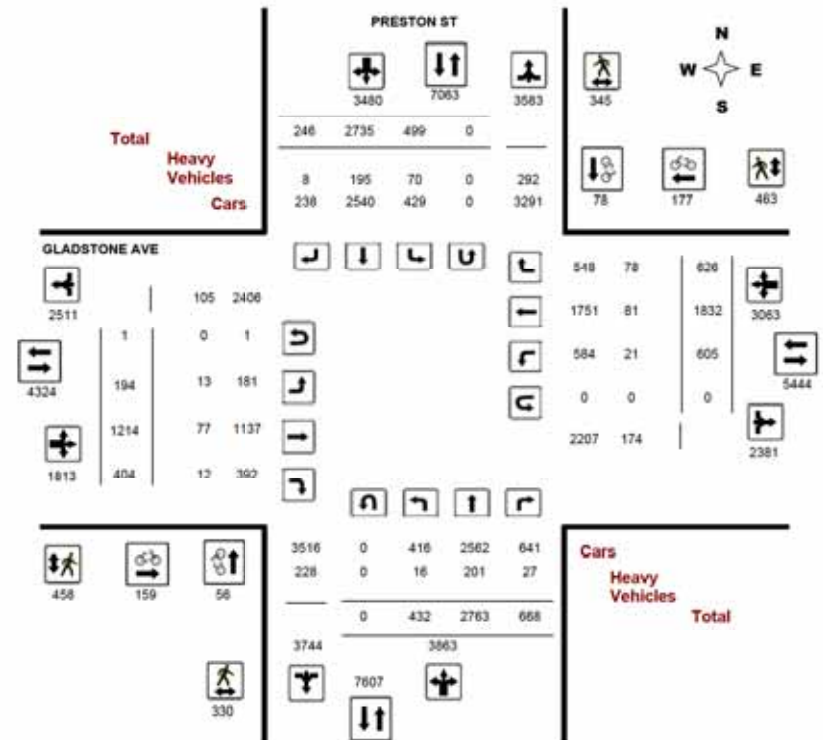 PRESTON ST
N
W E
S
3480 7063 3583 345
Total 246 2735 499 0
Heavy
Vehicles 8 195 70 0 292
Cars 238 2540 429 0 3291
78 177 463
GLADSTONE AVE
2511 105 2406
548 78 626
1 0 1
1751 81 1832 3063
4324 194 13 181
584 21 605 5444
1214 77 1137
0 0 0
1813 404 12 392
2207 174 2381
3516 0 416 2562 641 Cars
228 0 16 201 27 Heavy
Vehicles
458 159 56
0 432 2763 668 Total
3744 3863
330 7607